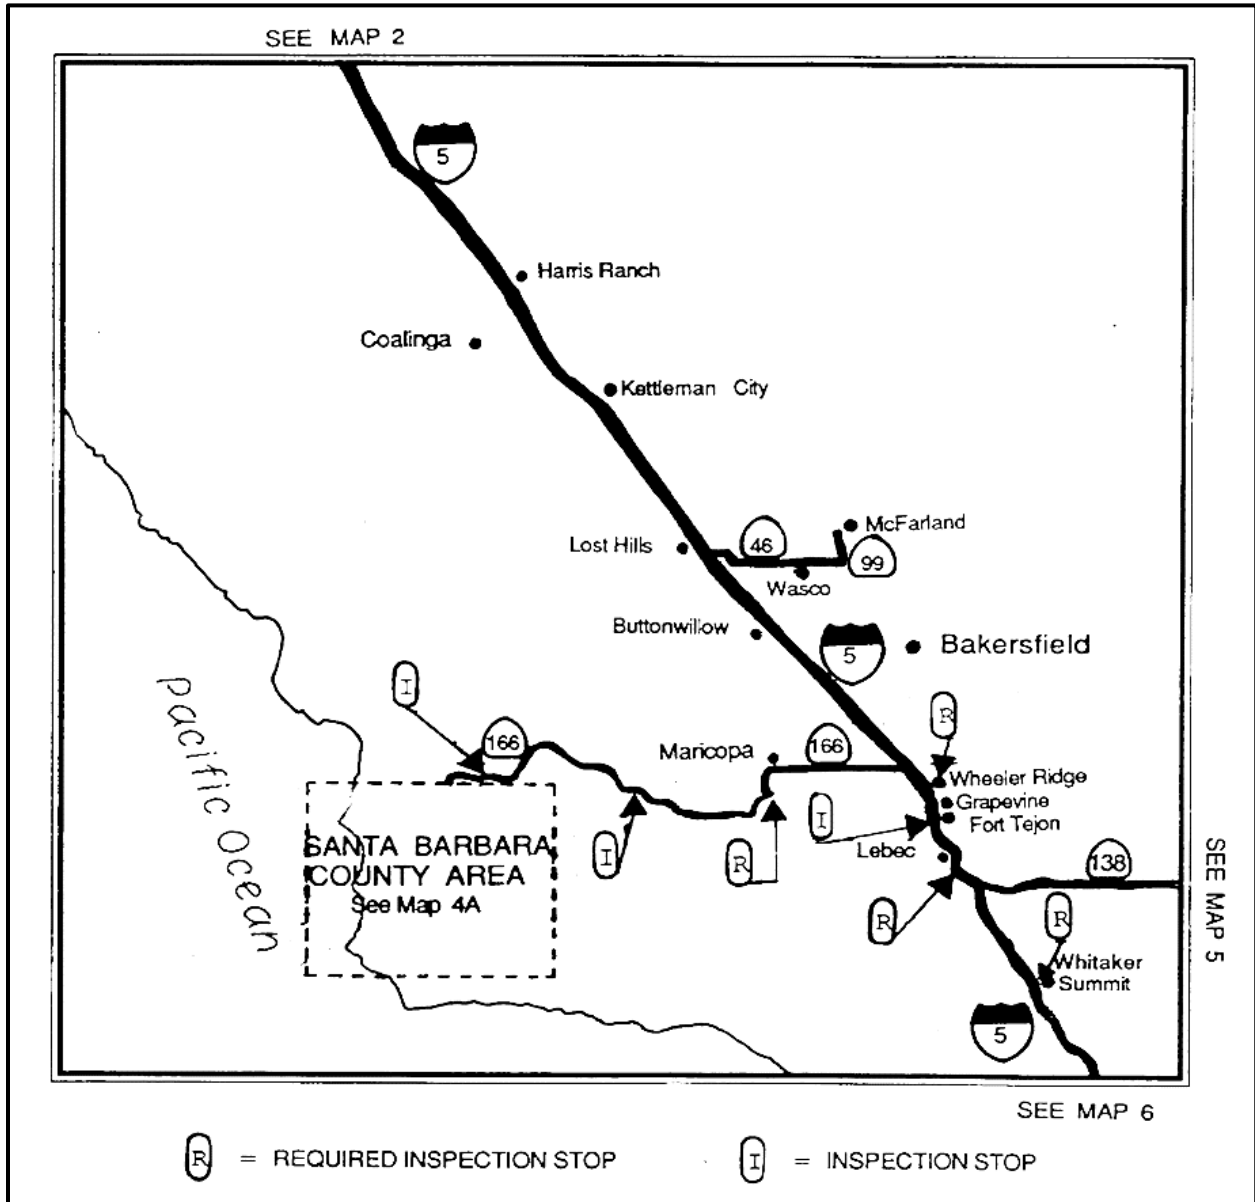 SEE MAP 2
5
Harris Ranch
Coalinga
Kettleman City
McFarland
Lost Hills
46
99
Wasco
Buttonwillow
5
Bakersfield
I
R
pacific Ocean
166
Maricopa
166
Wheeler Ridge
Grapevine
I
Fort Tejon
SANTA BARBARA
COUNTY AREA
See Map 4A
I
R
Lebec
138
SEE MAP 5
R
R
Whitaker
Summit
5
SEE MAP 6
R = REQUIRED INSPECTION STOP
I = INSPECTION STOP